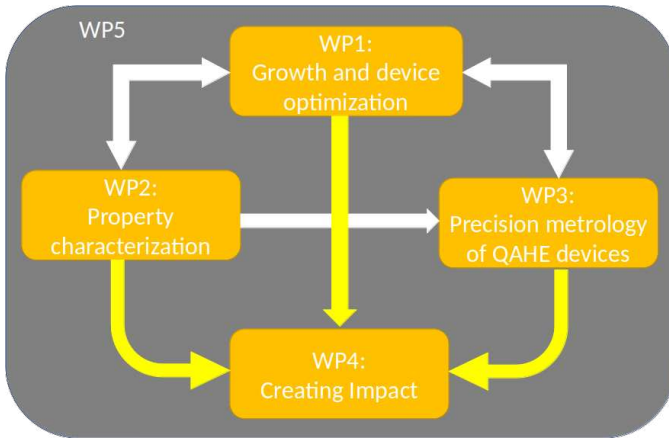 WP5
WP1:
Growth and device
optimization
WP2:
Property
characterization
WP3:
Precision metrology
of QAHE devices
WP4:
Creating Impact